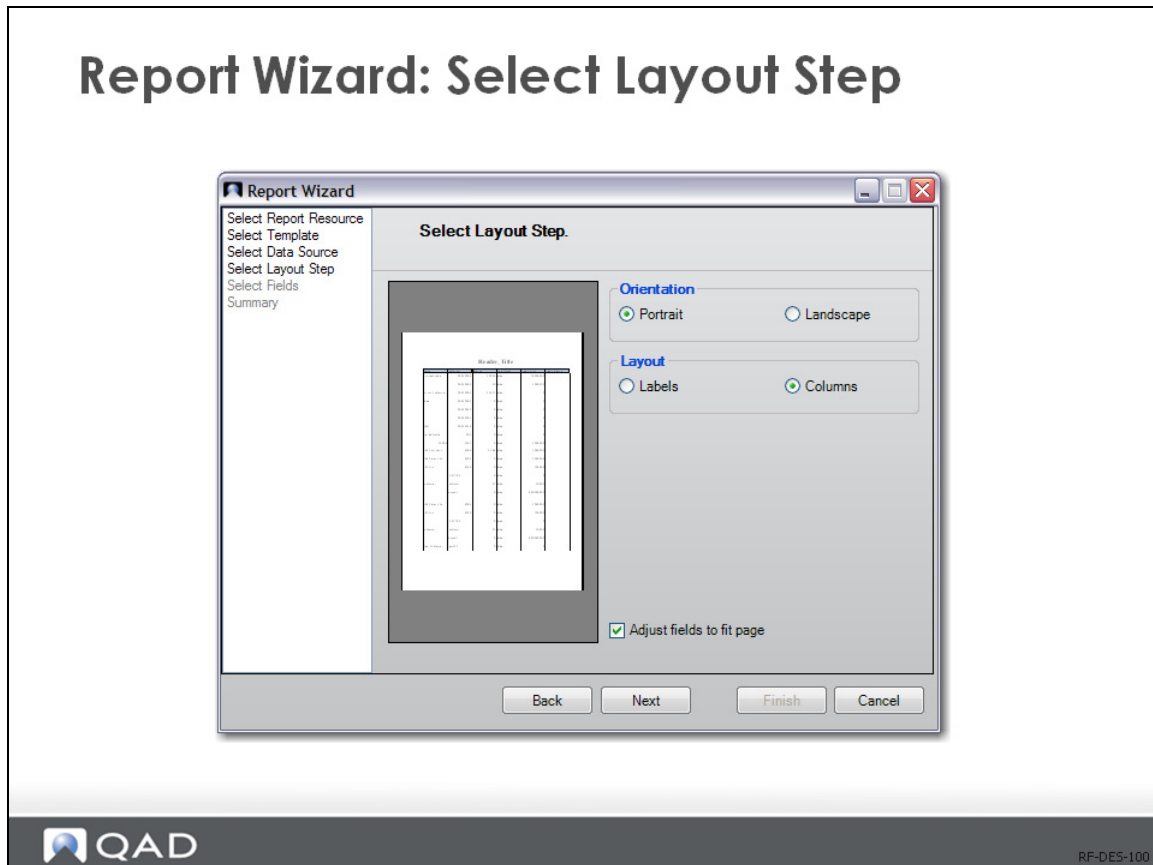 Report Wizard: Select Layout Step
Report Wizard
Select Report Resource
Select Template
Select Data Source
Select Layout Step
Select Fields
Summary
Select Layout Step.
Header_Title
Orientation
Portrait
Landscape
Layout
Labels
Columns
Adjust fields to fit page
Back
Next
Finish
Cancel
QAD
RF-DES-100